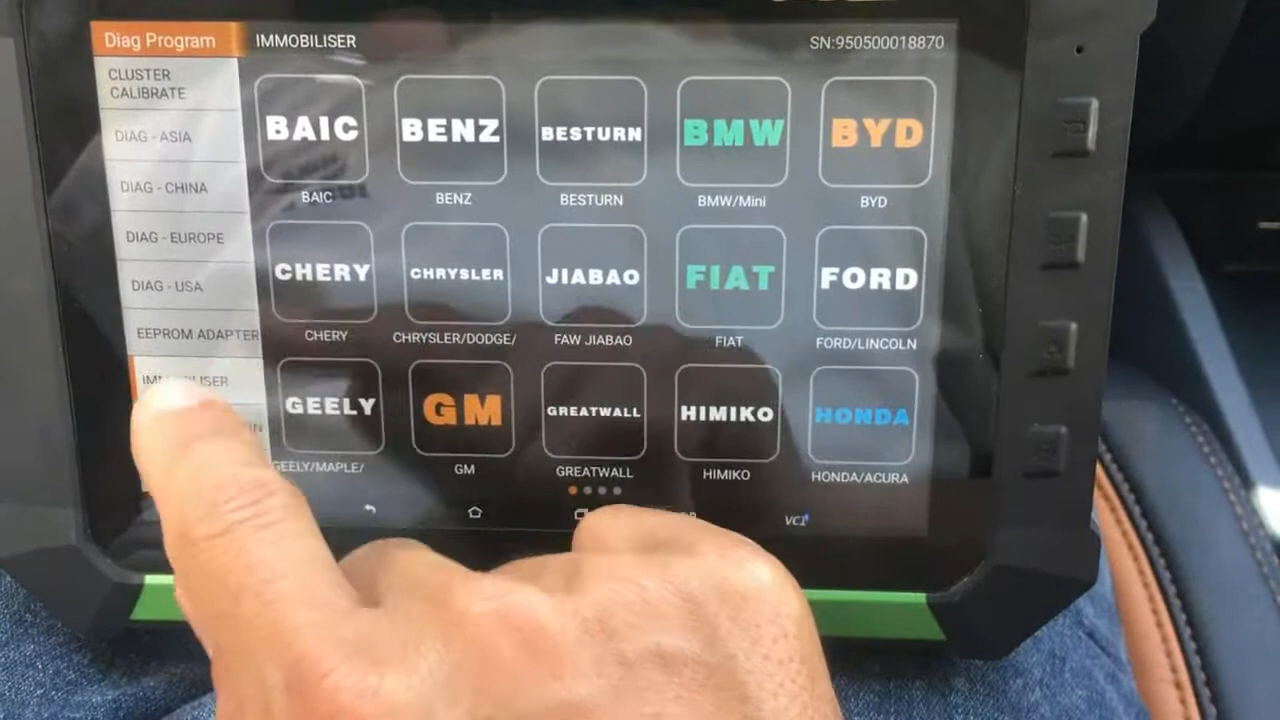 Diag Program
IMMOBILISER
SN:950500018870
CLUSTER
CALIBRATE
DIAG - ASIA
DIAG - CHINA
DIAG - EUROPE
DIAG - USA
EEPROM ADAPTER
BAIC
BENZ
BESTURN
BMW
BYD
BAIC
BENZ
BESTURN
BMW/Mini
BYD
CHERY
CHRYSLER
JIABAO
FIAT
FORD
CHERY
CHRYSLER/DODGE/
FAW JIABAO
FIAT
FORD/LINCOLN
GEELY
GM
GREATWALL
HIMIKO
HONDA
GEELY/MAPLE/
GM
GREATWALL
HIMIKO
HONDA/ACURA
VCI